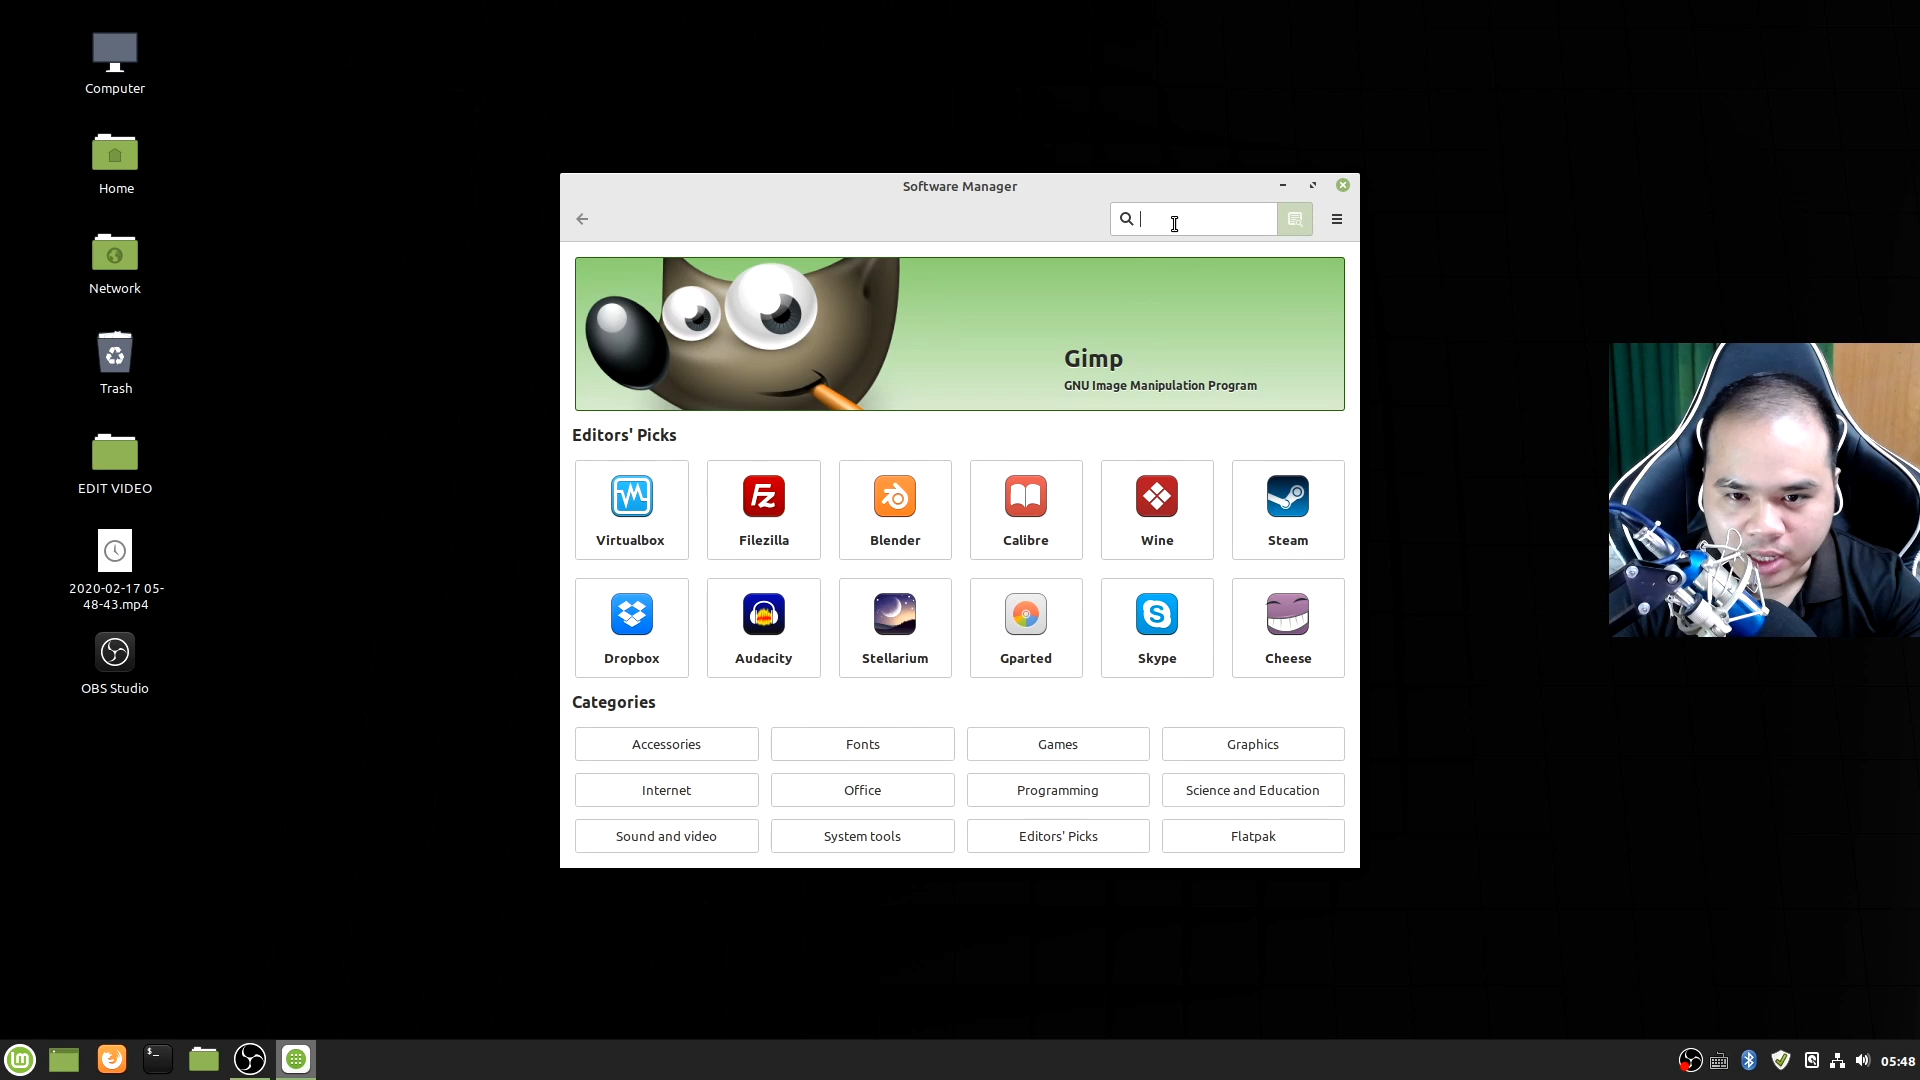 Computer
Home
Network
Trash
EDIT VIDEO
2020-02-17 05-
48-43.mp4
OBS Studio
Software Manager
Gimp
GNU Image Manipulation Program
Editors' Picks
Virtualbox
Filezilla
Blender
Calibre
Wine
Steam
Dropbox
Audacity
Stellarium
Gparted
Skype
Cheese
Categories
Accessories
Fonts
Games
Graphics
Internet
Office
Programming
Science and Education
Sound and video
System tools
Editors' Picks
Flatpak
05:48